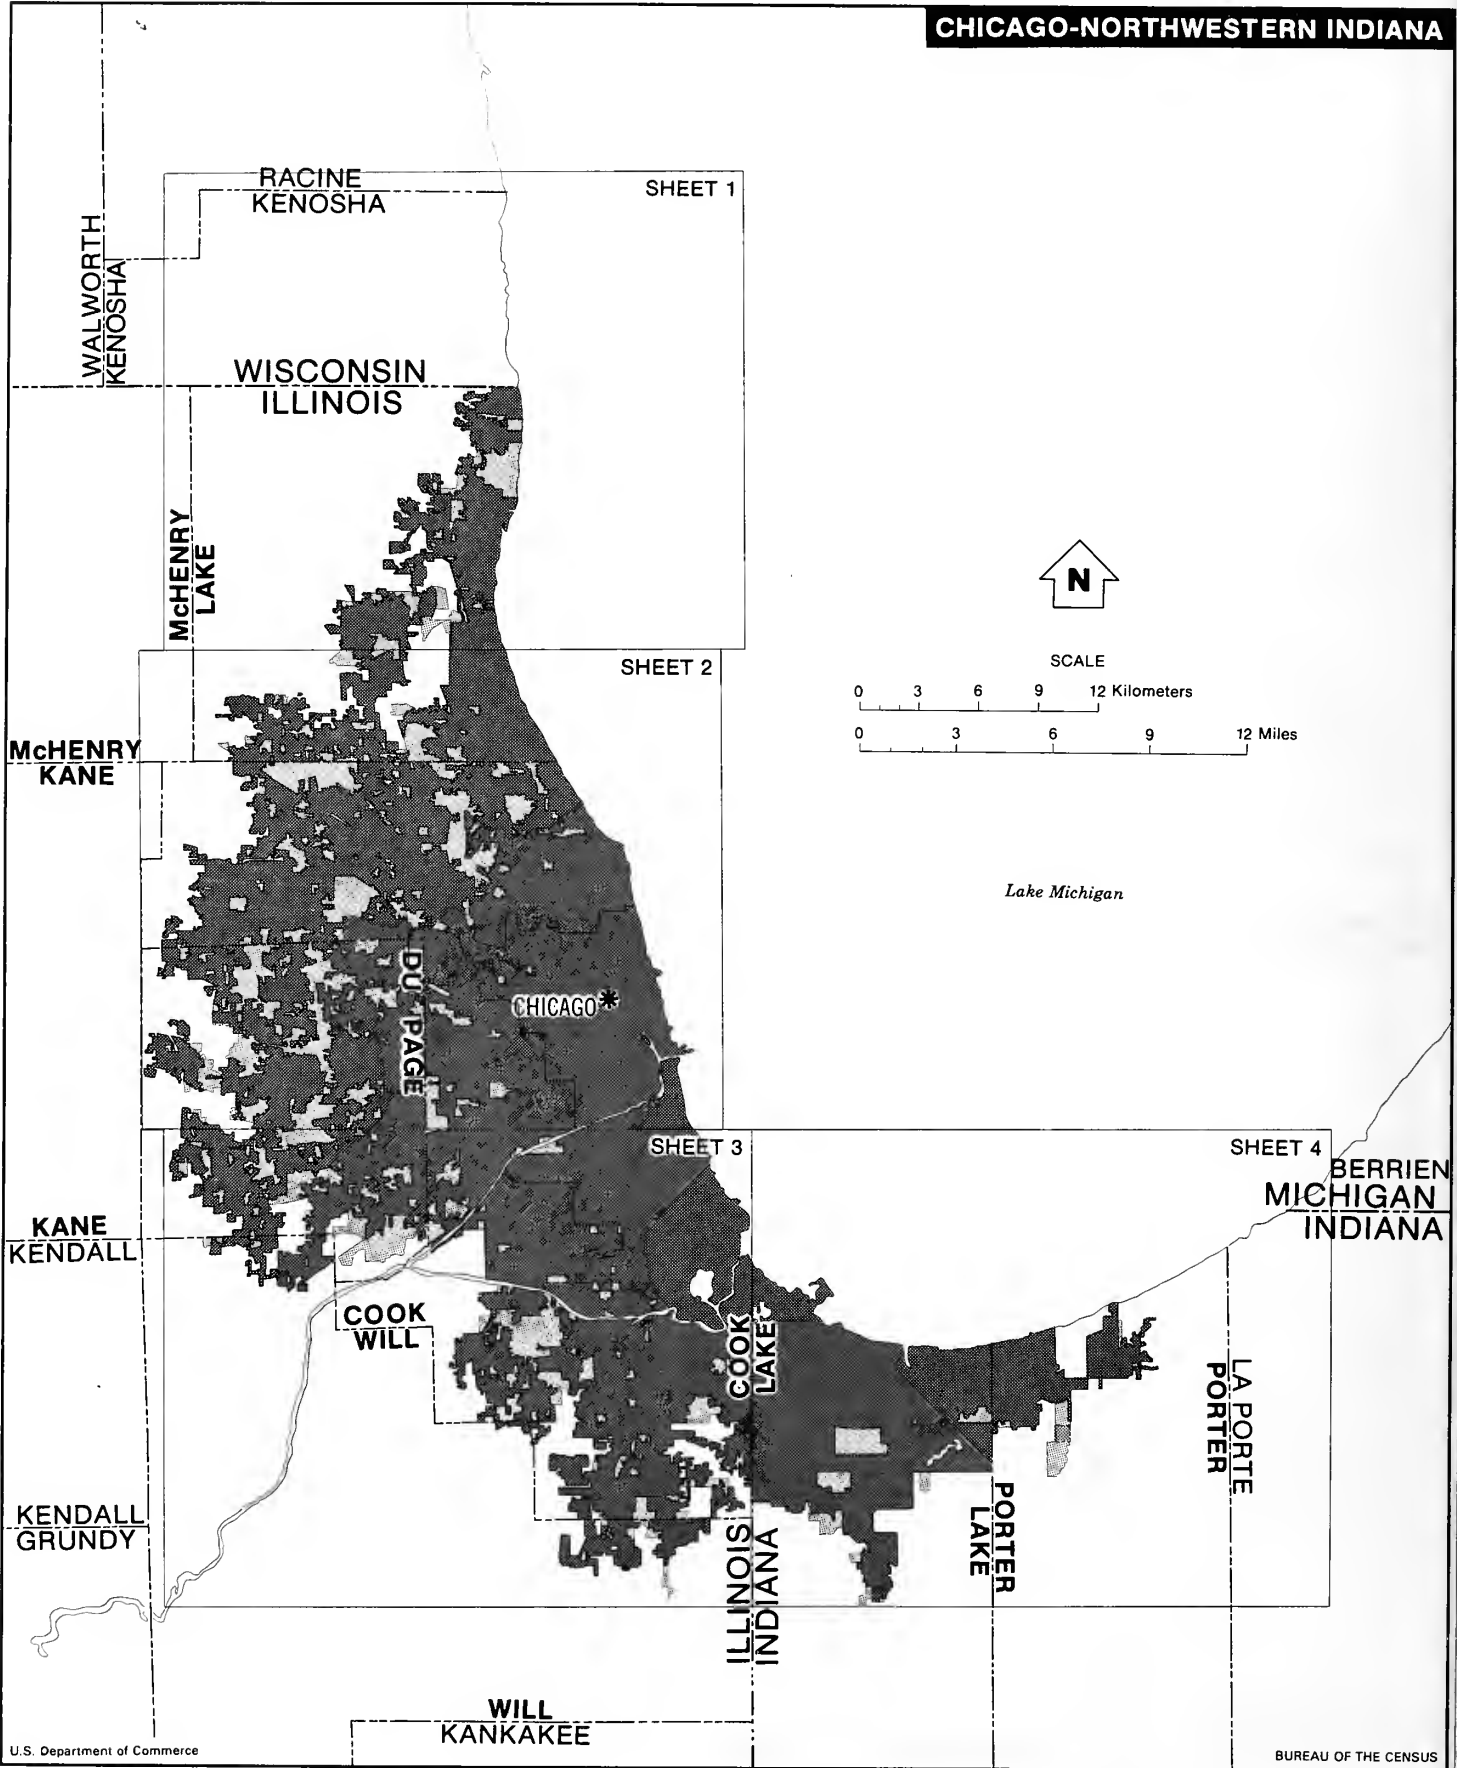 CHICAGO-NORTHWESTERN INDIANA
RACINE
KENOSHA
SHEET 1
WALWORTH
KENOSHA
WISCONSIN
ILLINOIS
McHENRY
LAKE
N
SHEET 2
SCALE
0 3 6 9 12 Kilometers
0 3 6 9 12 Miles
McHENRY
KANE
Lake Michigan
DU PAGE
CHICAGO
SHEET 3
SHEET 4
BERRIEN
MICHIGAN
INDIANA
KANE
KENDALL
COOK
WILL
COOK
LAKE
LA PORTE
PORTER
KENDALL
GRUNDY
PORTER
LAKE
ILLINOIS
INDIANA
WILL
KANKAKEE
U.S. Department of Commerce
BUREAU OF THE CENSUS